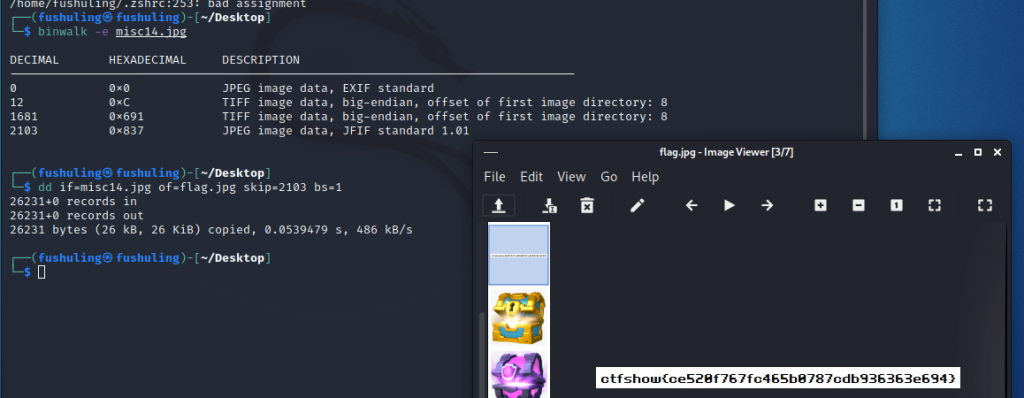 /home/fushuling/.zshrc:253: bad assignment
┌──(fushuling㉿fushuling)-[~/Desktop]
└─$ binwalk -e misc14.jpg
DECIMAL HEXADECIMAL DESCRIPTION
0 0×0 JPEG image data, EXIF standard
12 0×C TIFF image data, big-endian, offset of first image directory: 8
1681 0×691 TIFF image data, big-endian, offset of first image directory: 8
2103 0×837 JPEG image data, JFIF standard 1.01
┌──(fushuling㉿fushuling)-[~/Desktop]
└─$ dd if=misc14.jpg of=flag.jpg skip=2103 bs=1
26231+0 records in
26231+0 records out
26231 bytes (26 kB, 26 KiB) copied, 0.0539479 s, 486 kB/s
┌──(fushuling㉿fushuling)-[~/Desktop]
└─$
flag.jpg - Image Viewer [3/7]
File Edit View Go Help
ctfshow{ce520f767fc465b0787cdb936363e694}